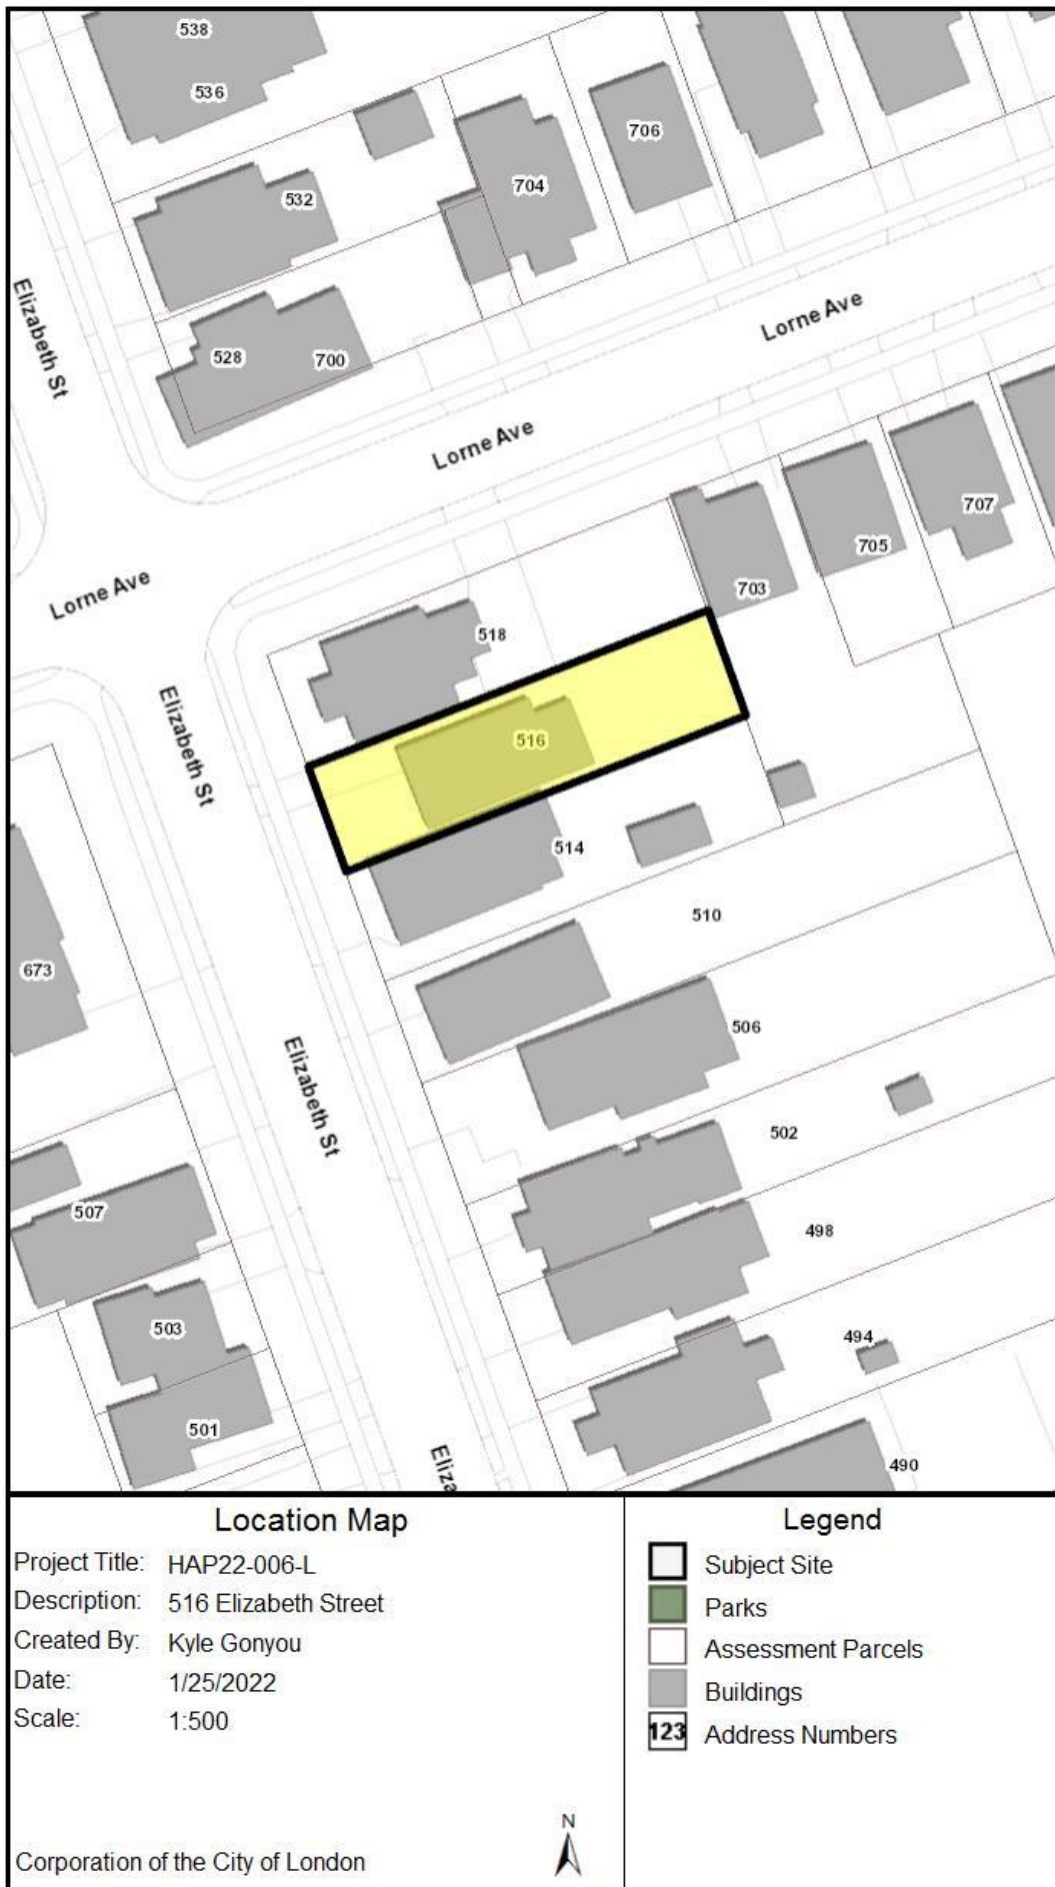 538
536
706
704
532
Elizabeth St
Lorne Ave
528
700
Lorne Ave
707
705
703
Lorne Ave
518
Elizabeth St
516
514
510
673
506
Elizabeth St
502
507
498
503
494
501
Eliza
490
Location Map
Project Title: HAP22-006-L
Description: 516 Elizabeth Street
Created By: Kyle Gonyou
Date: 1/25/2022
Scale: 1:500
N
Corporation of the City of London
Legend
Subject Site
Parks
Assessment Parcels
Buildings
123 Address Numbers